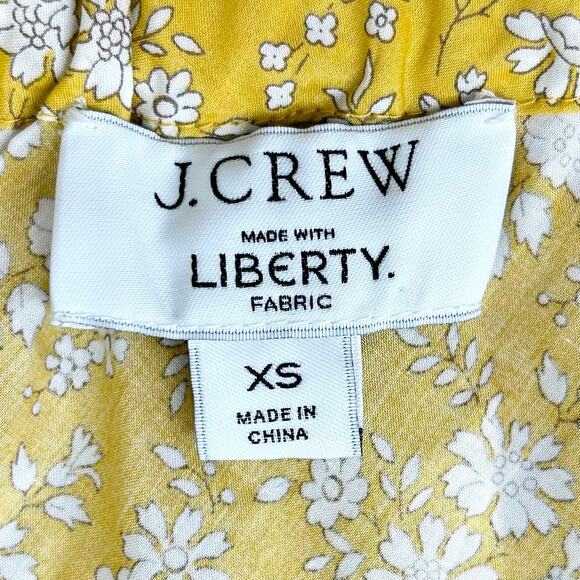 J.CREW
MADE WITH
LIBERTY.
FABRIC
XS
MADE IN
CHINA